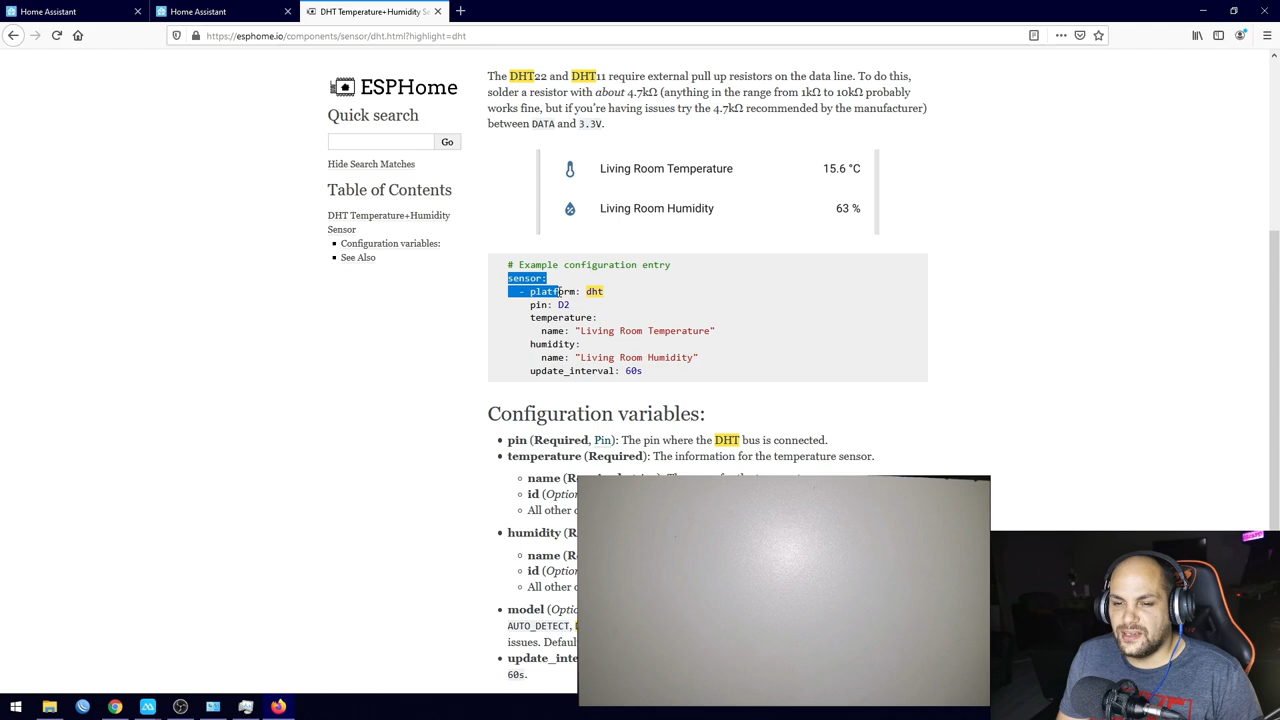 Home Assistant
Home Assistant
DHT Temperature+Humidity Se
https://esphome.io/components/sensor/dht.html?highlight=dht
ESPHome
Quick search
Go
Hide Search Matches
Table of Contents
DHT Temperature+Humidity
Sensor
Configuration variables:
See Also
The DHT22 and DHT11 require external pull up resistors on the data line. To do this,
solder a resistor with about 4.7kΩ (anything in the range from 1kΩ to 10kΩ probably
works fine, but if you're having issues try the 4.7kΩ recommended by the manufacturer)
between DATA and 3.3V.
Living Room Temperature 15.6 °C
Living Room Humidity 63 %
# Example configuration entry
sensor:
- platform: dht
pin: D2
temperature:
name: "Living Room Temperature"
humidity:
name: "Living Room Humidity"
update_interval: 60s
Configuration variables:
pin (Required, Pin): The pin where the DHT bus is connected.
temperature (Required): The information for the temperature sensor.
name (R
id (Option
All other o
humidity (R
name (Re
id (Option
All other o
model (Optio
AUTO_DETECT,
issues. Defaul
update_inte
60s.